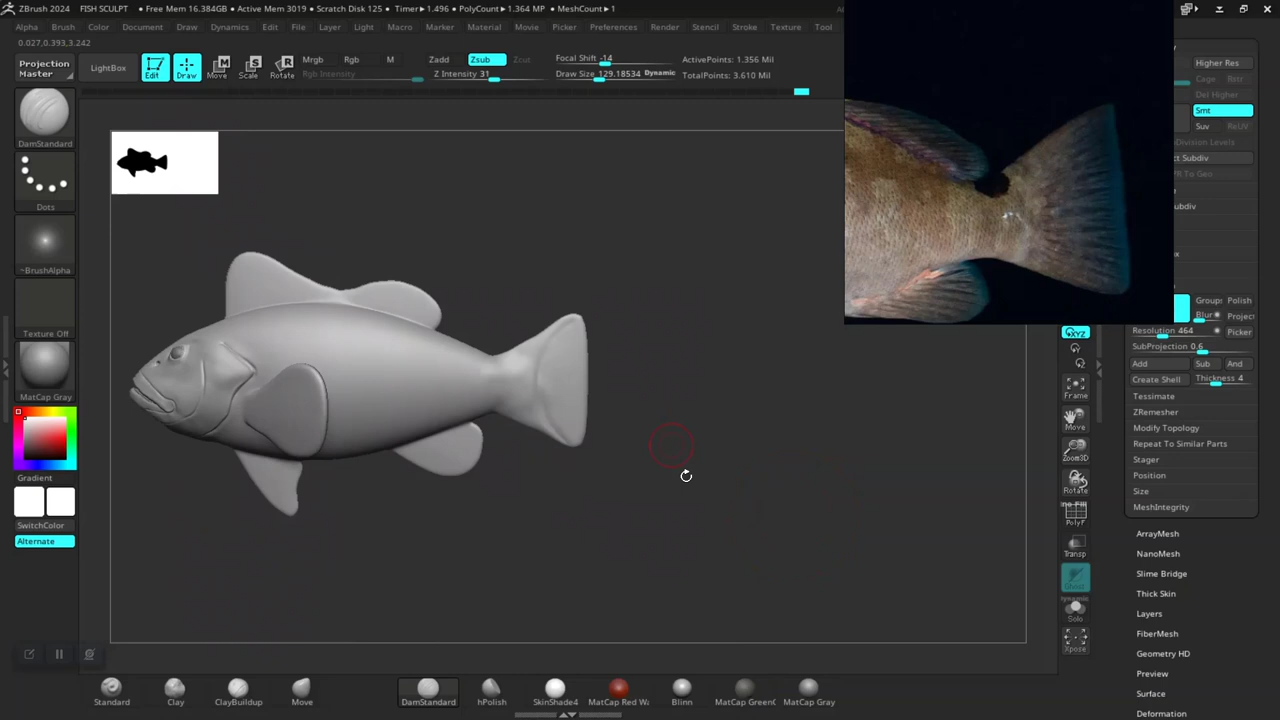 ZBrush 2024 FISH SCULPT • Free Mem 16.384GB • Active Mem 3019 • Scratch Disk 125 • Timer▸1.496 • PolyCount▸1.364 MP • MeshCount▸1
Alpha Brush Color Document Draw Dynamics Edit File Layer Light Macro Marker Material Movie Picker Preferences Render Stencil Stroke Texture Tool
0.027,0.393,3.242
Projection Master
LightBox
Edit
Draw
Move
Scale
Rotate
Mrgb Rgb M
Rgb Intensity
Zadd Zsub Zcut
Z Intensity 31
Focal Shift -14
Draw Size 129.18534 Dynamic
ActivePoints: 1.356 Mil
TotalPoints: 3.610 Mil
DamStandard
Dots
~BrushAlpha
Texture Off
MatCap Gray
Gradient
SwitchColor
Alternate
Higher Res
Cage Rstr
Del Higher
Smt
Suv ReUV
Groups Polish
Blur Project
Resolution 464 Picker
SubProjection 0.6
Add Sub And
Create Shell Thickness 4
Tessimate
ZRemesher
Modify Topology
Repeat To Similar Parts
Stager
Position
Size
MeshIntegrity
ArrayMesh
NanoMesh
Slime Bridge
Thick Skin
Layers
FiberMesh
Geometry HD
Preview
Surface
Deformation
XYZ
Frame
Move
Zoom3D
Rotate
PolyF
Transp
Ghost
Dynamic
Solo
Xpose
Standard Clay ClayBuildup Move DamStandard hPolish SkinShade4 MatCap Red Wa Blinn MatCap GreenC MatCap Gray